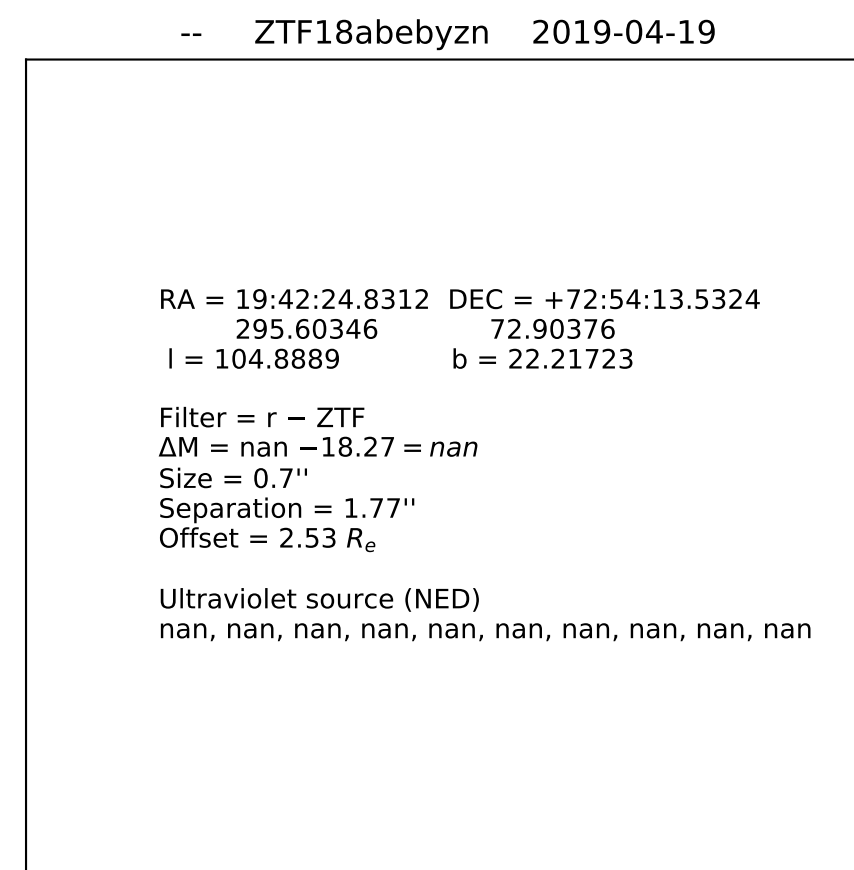 -- ZTF18abebyzn 2019-04-19
RA = 19:42:24.8312 DEC = +72:54:13.5324
295.60346 72.90376
l = 104.8889 b = 22.21723
Filter = r − ZTF
ΔM = nan −18.27 = nan
Size = 0.7''
Separation = 1.77''
Offset = 2.53 Re
Ultraviolet source (NED)
nan, nan, nan, nan, nan, nan, nan, nan, nan, nan